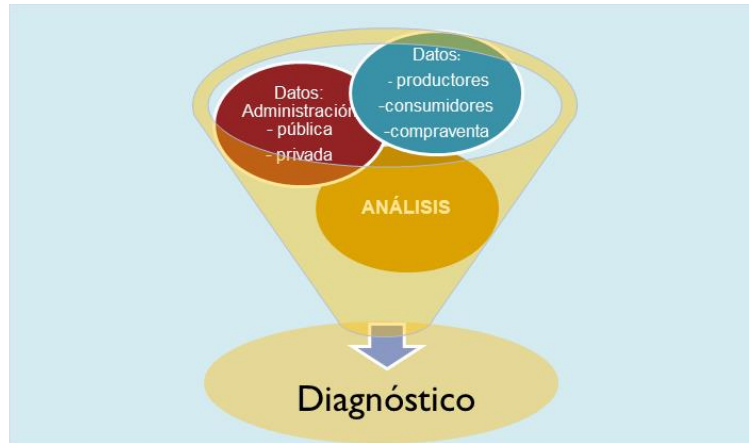 Datos:
Administración
- pública
- privada
Datos:
- productores
-consumidores
-compraventa
ANÁLISIS
Diagnóstico